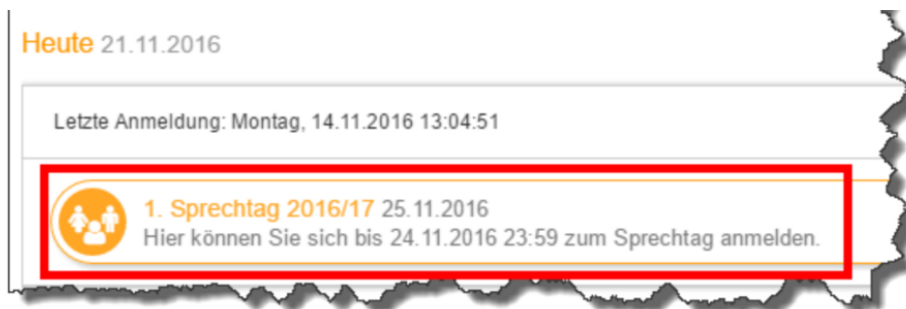 Heute 21.11.2016
Letzte Anmeldung: Montag, 14.11.2016 13:04:51
1. Sprechtag 2016/17 25.11.2016
Hier können Sie sich bis 24.11.2016 23:59 zum Sprechtag anmelden.